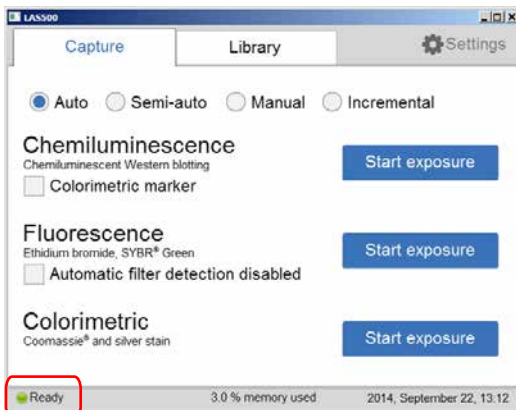 LAS500
Capture Library Settings
Auto Semi-auto Manual Incremental
Chemiluminescence
Chemiluminescent Western blotting
Start exposure
Colorimetric marker
Fluorescence
Ethidium bromide, SYBR® Green
Start exposure
Automatic filter detection disabled
Colorimetric
Coomassie® and silver stain
Start exposure
Ready 3.0 % memory used 2014, September 22, 13:12